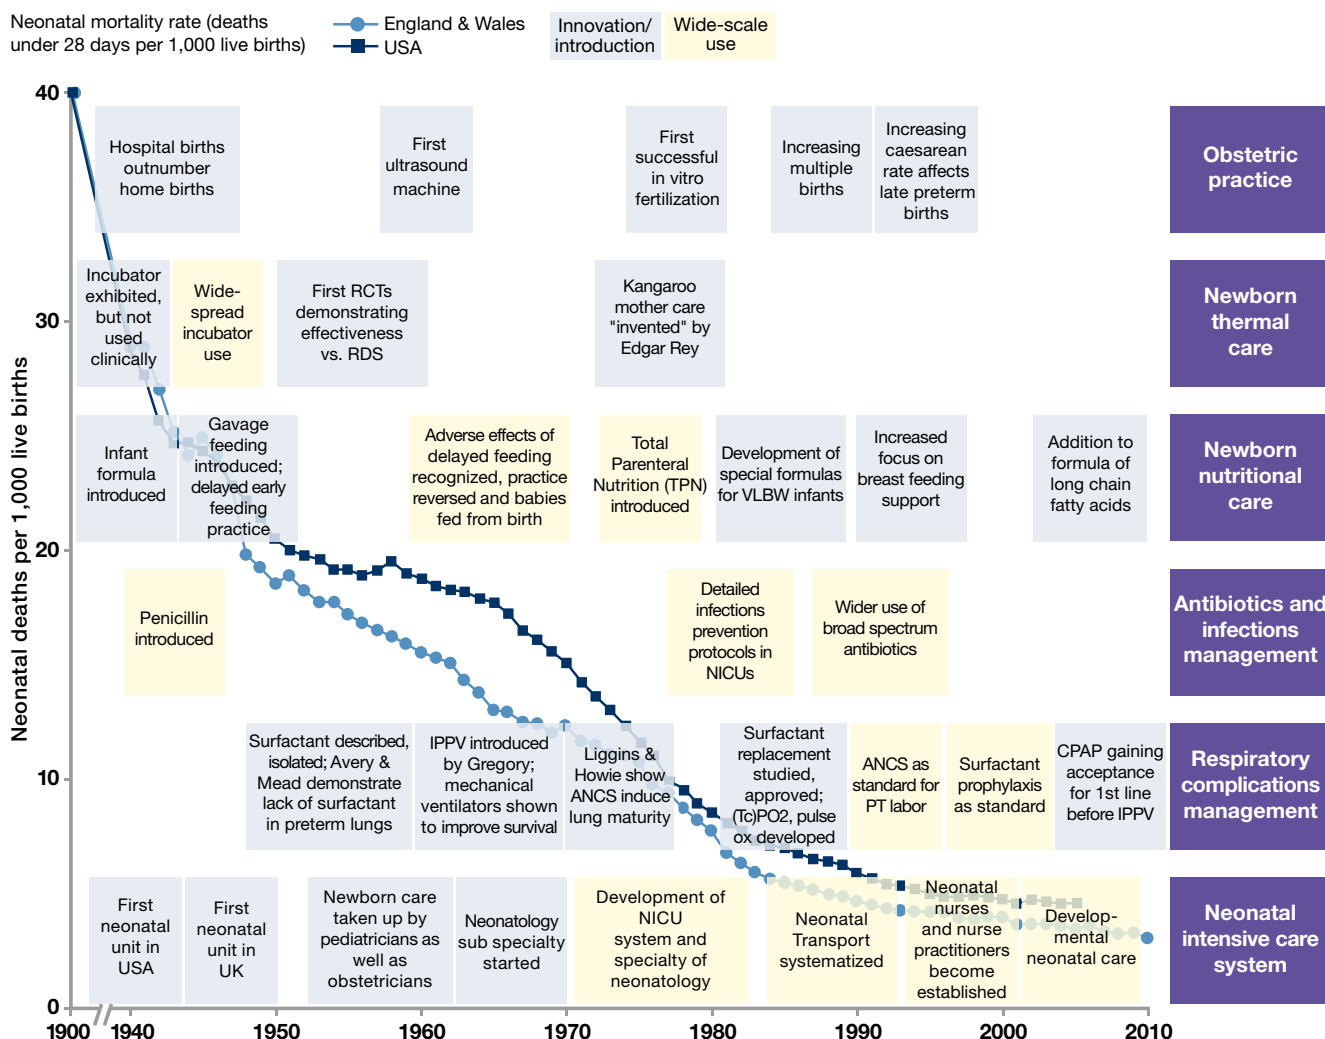 Neonatal mortality rate (deaths
under 28 days per 1,000 live births)
England & Wales
USA
Innovation/
introduction
Wide-scale
use
Neonatal deaths per 1,000 live births
40
30
20
10
0
Hospital births
outnumber
home births
First
ultrasound
machine
First
successful
in vitro
fertilization
Increasing
multiple
births
Increasing
caesarean
rate affects
late preterm
births
Obstetric
practice
Incubator
exhibited,
but not
used
clinically
Wide-
spread
incubator
use
First RCTs
demonstrating
effectiveness
vs. RDS
Kangaroo
mother care
"invented" by
Edgar Rey
Newborn
thermal
care
Infant
formula
introduced
Gavage
feeding
introduced;
delayed early
feeding
practice
Adverse effects of
delayed feeding
recognized, practice
reversed and babies
fed from birth
Total
Parenteral
Nutrition (TPN)
introduced
Development of
special formulas
for VLBW infants
Increased
focus on
breast feeding
support
Addition to
formula of
long chain
fatty acids
Newborn
nutritional
care
Penicillin
introduced
Detailed
infections
prevention
protocols in
NICUs
Wider use of
broad spectrum
antibiotics
Antibiotics and
infections
management
Surfactant described,
isolated; Avery &
Mead demonstrate
lack of surfactant
in preterm lungs
IPPV introduced
by Gregory;
mechanical
ventilators shown
to improve survival
Liggins &
Howie show
ANCS induce
lung maturity
Surfactant
replacement
studied,
approved;
(Tc)PO2, pulse
ox developed
ANCS as
standard for
PT labor
Surfactant
prophylaxis
as standard
CPAP gaining
acceptance
for 1st line
before IPPV
Respiratory
complications
management
First
neonatal
unit in
USA
First
neonatal
unit in
UK
Newborn care
taken up by
pediatricians as
well as
obstetricians
Neonatology
sub specialty
started
Development of
NICU
system and
specialty of
neonatology
Neonatal
Transport
systematized
Neonatal
nurses
and nurse
practitioners
become
established
Develop-
mental
neonatal care
Neonatal
intensive care
system
1900
1940
1950
1960
1970
1980
1990
2000
2010